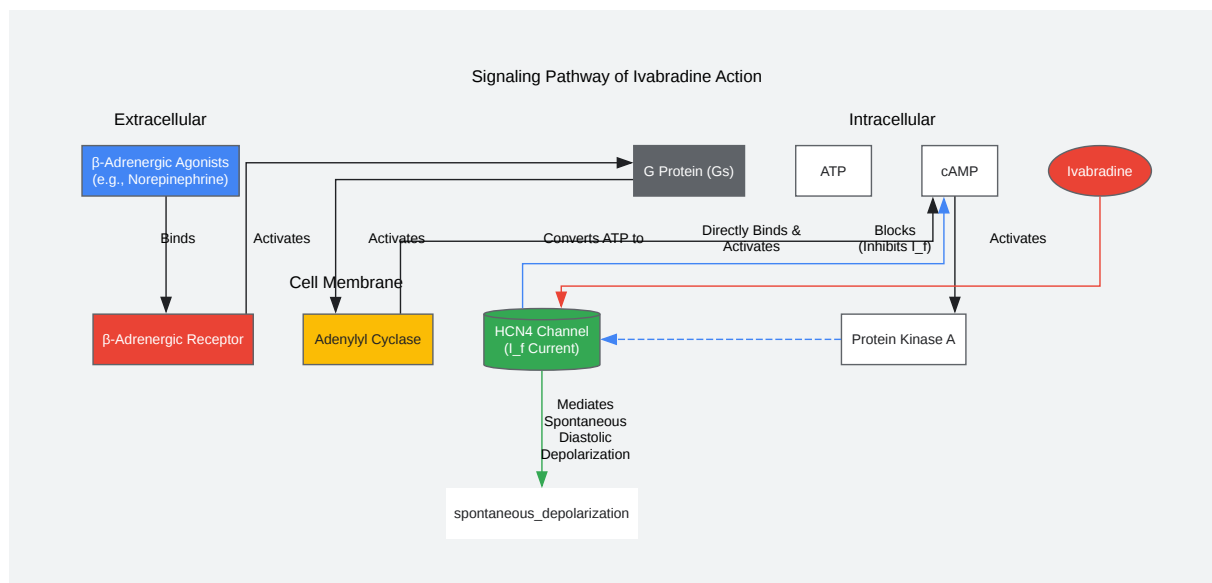 Signaling Pathway of Ivabradine Action
Extracellular
Intracellular
β-Adrenergic Agonists
(e.g., Norepinephrine)
G Protein (Gs)
ATP
cAMP
Ivabradine
Binds
Activates
Activates
Converts ATP to
Directly Binds &
Activates
Blocks
(Inhibits I_f)
Activates
Cell Membrane
β-Adrenergic Receptor
Adenylyl Cyclase
HCN4 Channel
(I_f Current)
Protein Kinase A
Mediates
Spontaneous
Diastolic
Depolarization
spontaneous_depolarization